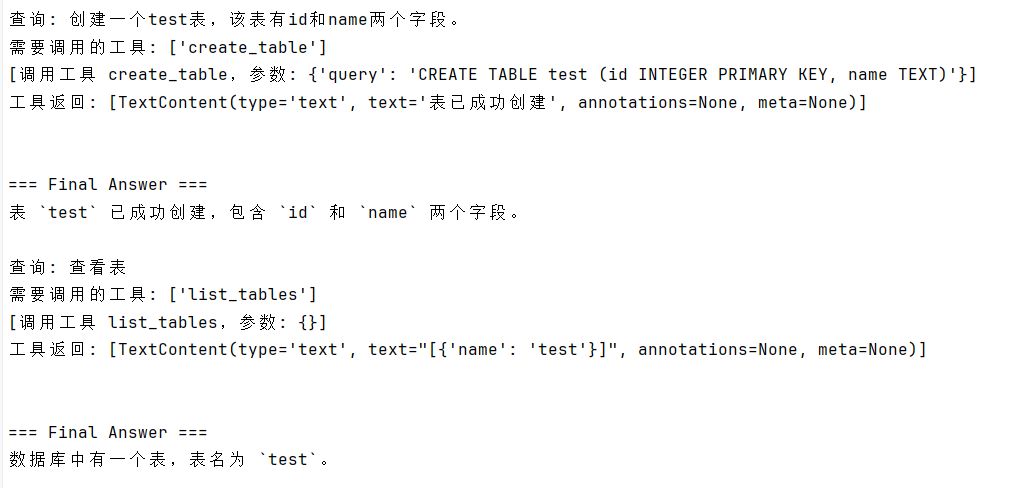 查询: 创建一个test表，该表有id和name两个字段。
需要调用的工具: ['create_table']
[调用工具 create_table，参数: {'query': 'CREATE TABLE test (id INTEGER PRIMARY KEY, name TEXT)'}]
工具返回: [TextContent(type='text', text='表已成功创建', annotations=None, meta=None)]
=== Final Answer ===
表 `test` 已成功创建，包含 `id` 和 `name` 两个字段。
查询: 查看表
需要调用的工具: ['list_tables']
[调用工具 list_tables，参数: {}]
工具返回: [TextContent(type='text', text="[{'name': 'test'}]", annotations=None, meta=None)]
=== Final Answer ===
数据库中有一个表，表名为 `test`。